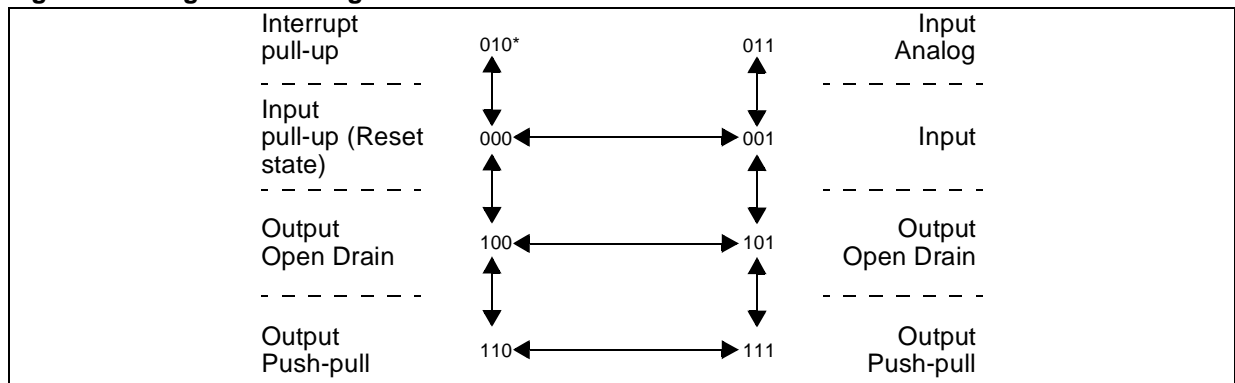 Interrupt
pull-up
010*
011
Input
Analog
Input
pull-up (Reset
state)
000
001
Input
Output
Open Drain
100
101
Output
Open Drain
Output
Push-pull
110
111
Output
Push-pull